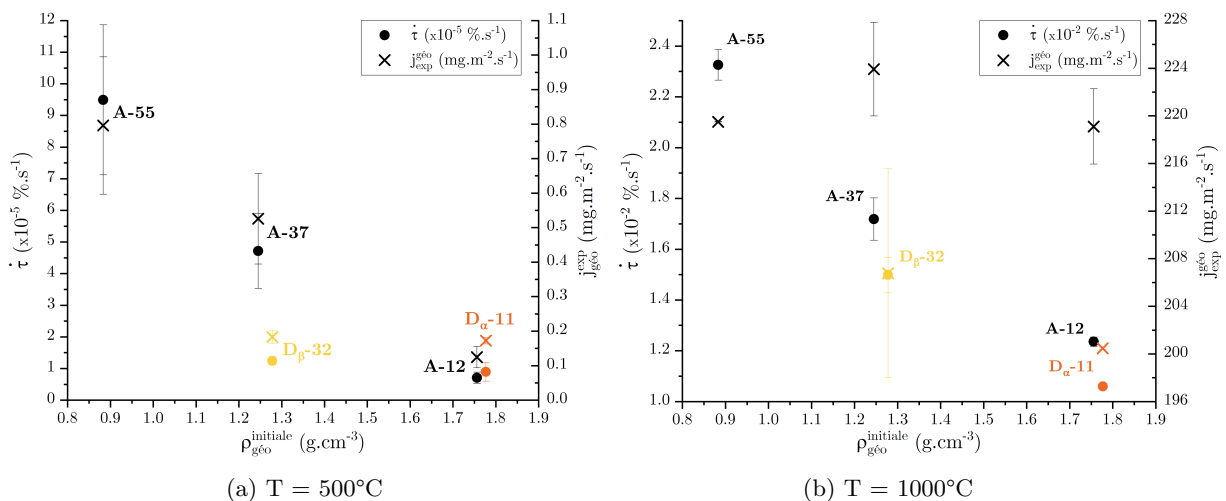 12
11
10
9
8
7
6
5
4
3
2
1
0
τ̇ (x10⁻⁵ %.s⁻¹)
1.1
1.0
0.9
0.8
0.7
0.6
0.5
0.4
0.3
0.2
0.1
0.0
j_géo^exp (mg.m⁻².s⁻¹)
τ̇ (x10⁻⁵ %.s⁻¹)
j_exp^géo (mg.m⁻².s⁻¹)
A-55
A-37
D_β-32
D_α-11
A-12
0.8 0.9 1.0 1.1 1.2 1.3 1.4 1.5 1.6 1.7 1.8 1.9
ρ_géo^initiale (g.cm⁻³)
(a) T = 500°C
2.4
2.2
2.0
1.8
1.6
1.4
1.2
1.0
τ̇ (x10⁻² %.s⁻¹)
228
224
220
216
212
208
204
200
196
j_exp^géo (mg.m⁻².s⁻¹)
τ̇ (x10⁻² %.s⁻¹)
j_exp^géo (mg.m⁻².s⁻¹)
A-55
A-37
D_β-32
A-12
D_α-11
0.8 0.9 1.0 1.1 1.2 1.3 1.4 1.5 1.6 1.7 1.8 1.9
ρ_géo^initiale (g.cm⁻³)
(b) T = 1000°C